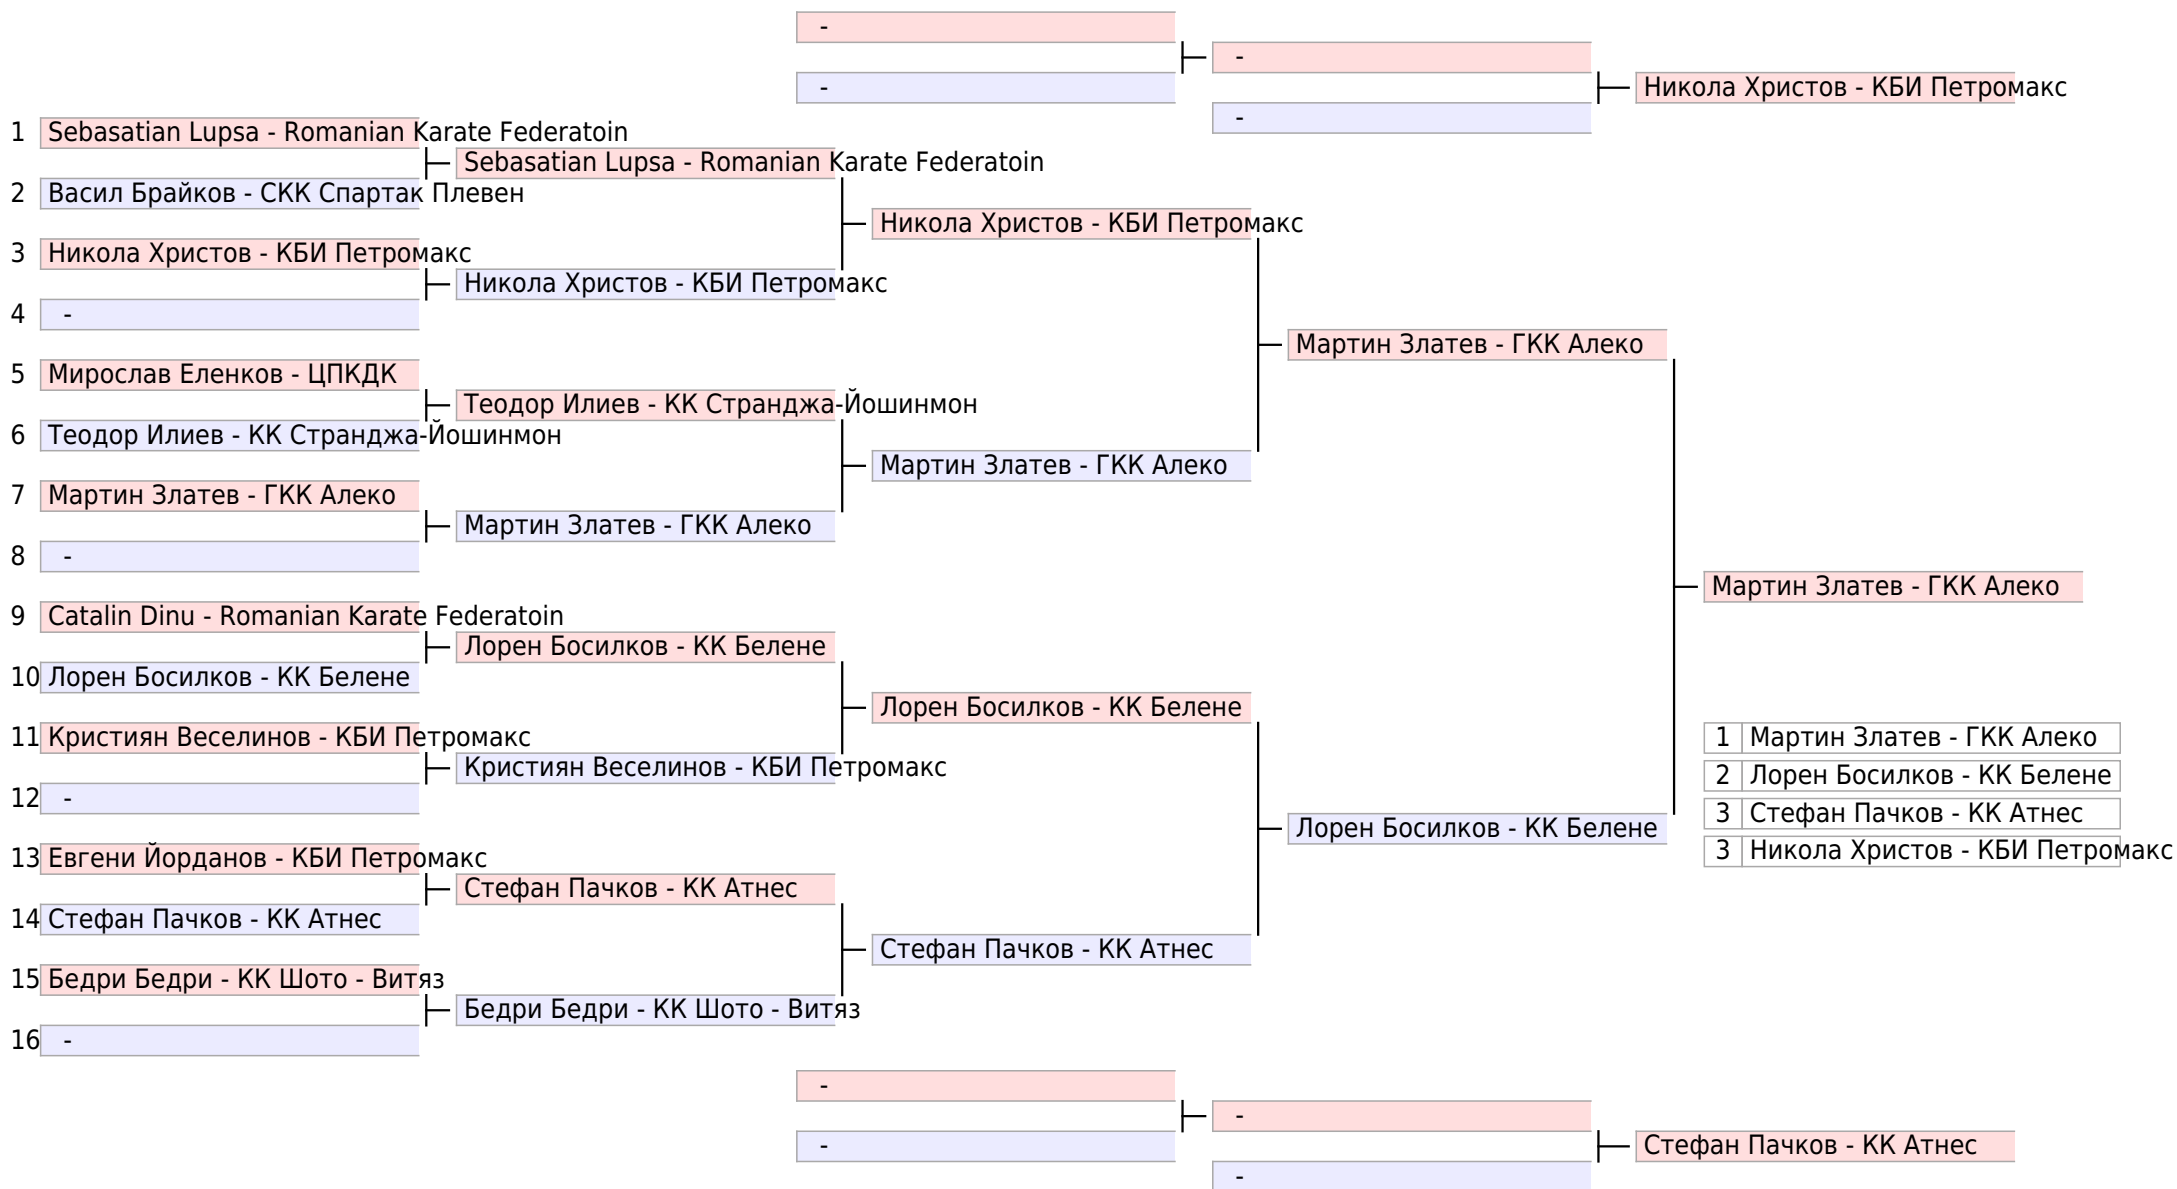 -
-
-
-
Никола Христов - КБИ Петромакс
1 Sebasatian Lupsa - Romanian Karate Federatoin
Sebasatian Lupsa - Romanian Karate Federatoin
2 Васил Брайков - СКК Спартак Плевен
Никола Христов - КБИ Петромакс
3 Никола Христов - КБИ Петромакс
Никола Христов - КБИ Петромакс
4 -
Мартин Златев - ГКК Алеко
5 Мирослав Еленков - ЦПКДК
Теодор Илиев - КК Странджа-Йошинмон
6 Теодор Илиев - КК Странджа-Йошинмон
Мартин Златев - ГКК Алеко
7 Мартин Златев - ГКК Алеко
Мартин Златев - ГКК Алеко
8 -
Мартин Златев - ГКК Алеко
9 Catalin Dinu - Romanian Karate Federatoin
Лорен Босилков - КК Белене
10 Лорен Босилков - КК Белене
Лорен Босилков - КК Белене
11 Кристиян Веселинов - КБИ Петромакс
1 Мартин Златев - ГКК Алеко
Кристиян Веселинов - КБИ Петромакс
2 Лорен Босилков - КК Белене
12 -
3 Стефан Пачков - КК Атнес
Лорен Босилков - КК Белене
3 Никола Христов - КБИ Петромакс
13 Евгени Йорданов - КБИ Петромакс
Стефан Пачков - КК Атнес
14 Стефан Пачков - КК Атнес
Стефан Пачков - КК Атнес
15 Бедри Бедри - КК Шото - Витяз
Бедри Бедри - КК Шото - Витяз
16 -
-
-
-
Стефан Пачков - КК Атнес
-